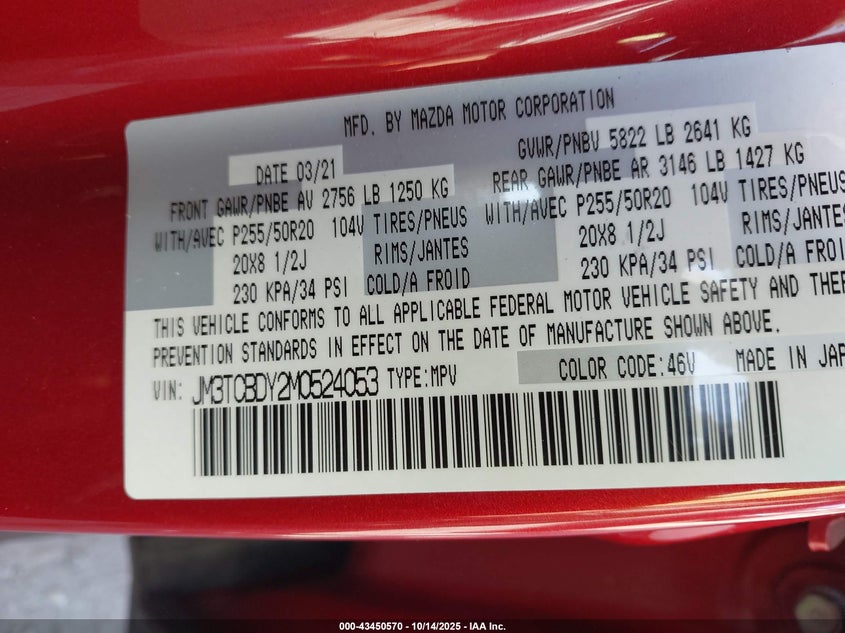 MFD. BY MAZDA MOTOR CORPORATION
DATE 03/21
GVWR/PNBV 5822 LB 2641 KG
FRONT GAWR/PNBE AV 2756 LB 1250 KG
REAR GAWR/PNBE AR 3146 LB 1427 KG
WITH/AVEC P255/50R20 104V TIRES/PNEUS
WITH/AVEC P255/50R20 104V TIRES/PNEUS
20X8 1/2J RIMS/JANTES
20X8 1/2J RIMS/JANTES
230 KPA/34 PSI COLD/A FROID
230 KPA/34 PSI COLD/A FROID
THIS VEHICLE CONFORMS TO ALL APPLICABLE FEDERAL MOTOR VEHICLE SAFETY AND
PREVENTION STANDARDS IN EFFECT ON THE DATE OF MANUFACTURE SHOWN ABOVE.
VIN: JM3TCBDY2M0524053 TYPE:MPV
COLOR CODE:46V MADE IN
000-43450570 - 10/14/2025 - IAA Inc.